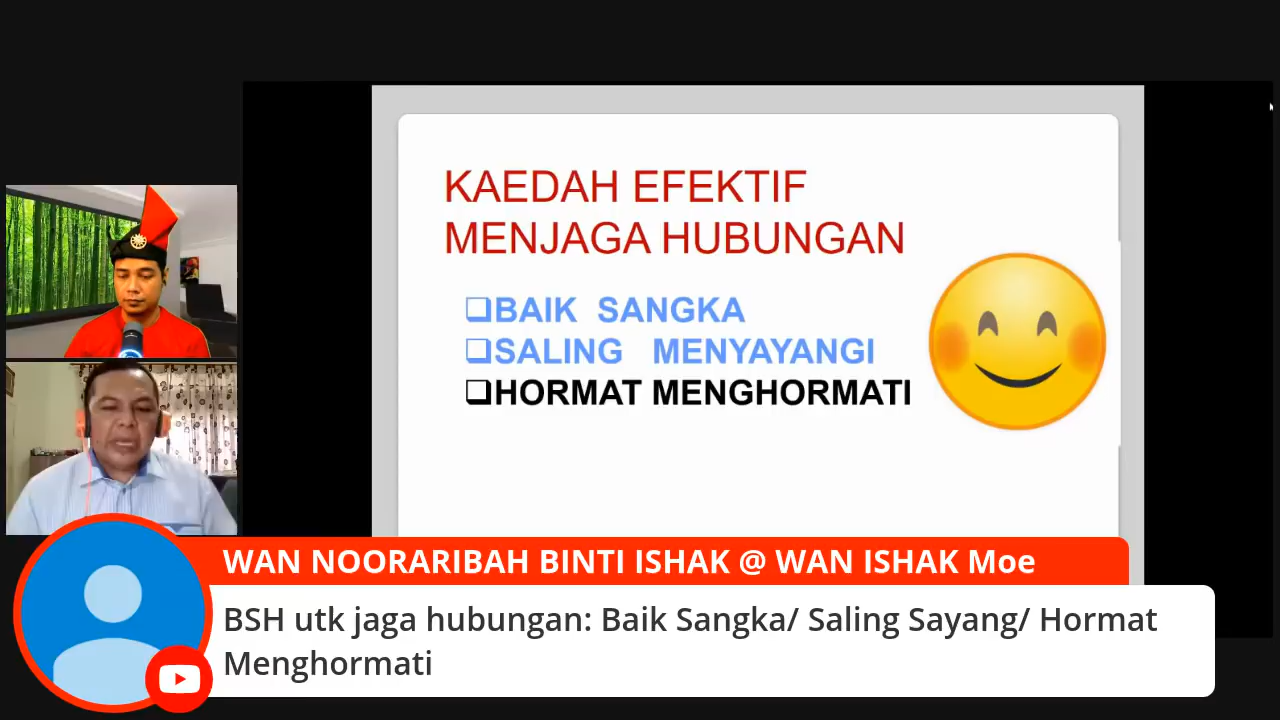 KAEDAH EFEKTIF
MENJAGA HUBUNGAN
❑BAIK SANGKA
❑SALING MENYAYANGI
❑HORMAT MENGHORMATI
WAN NOORARIBAH BINTI ISHAK @ WAN ISHAK Moe
BSH utk jaga hubungan: Baik Sangka/ Saling Sayang/ Hormat
Menghormati